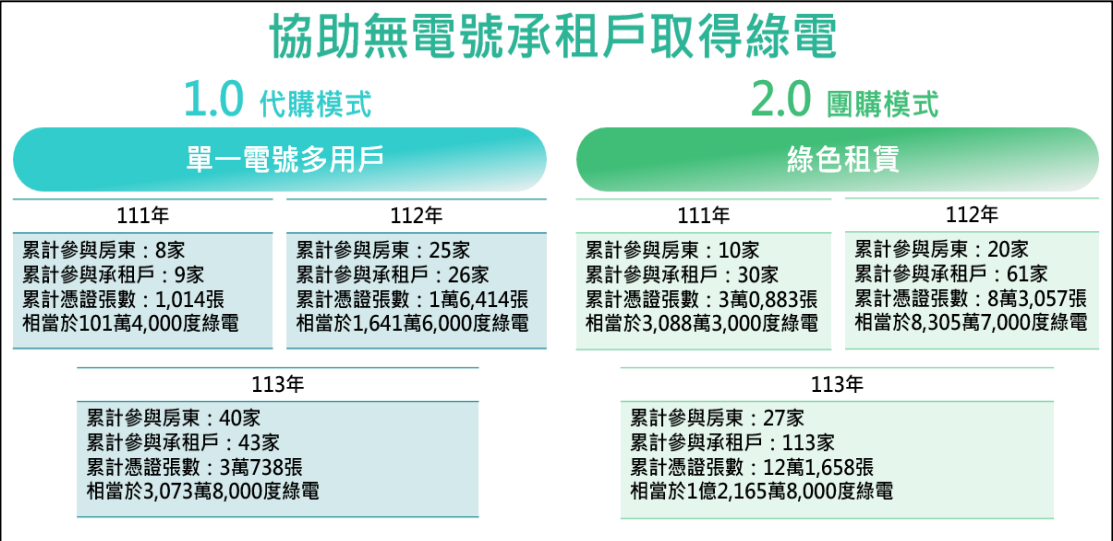 協助無電號承租戶取得綠電
1.0 代購模式
單一電號多用戶
111年
累計參與房東：8家
累計參與承租戶：9家
累計憑證張數：1,014張
相當於101萬4,000度綠電
112年
累計參與房東：25家
累計參與承租戶：26家
累計憑證張數：1萬6,414張
相當於1,641萬6,000度綠電
113年
累計參與房東：40家
累計參與承租戶：43家
累計憑證張數：3萬738張
相當於3,073萬8,000度綠電
2.0 團購模式
綠色租賃
111年
累計參與房東：10家
累計參與承租戶：30家
累計憑證張數：3萬0,883張
相當於3,088萬3,000度綠電
112年
累計參與房東：20家
累計參與承租戶：61家
累計憑證張數：8萬3,057張
相當於8,305萬7,000度綠電
113年
累計參與房東：27家
累計參與承租戶：113家
累計憑證張數：12萬1,658張
相當於1億2,165萬8,000度綠電